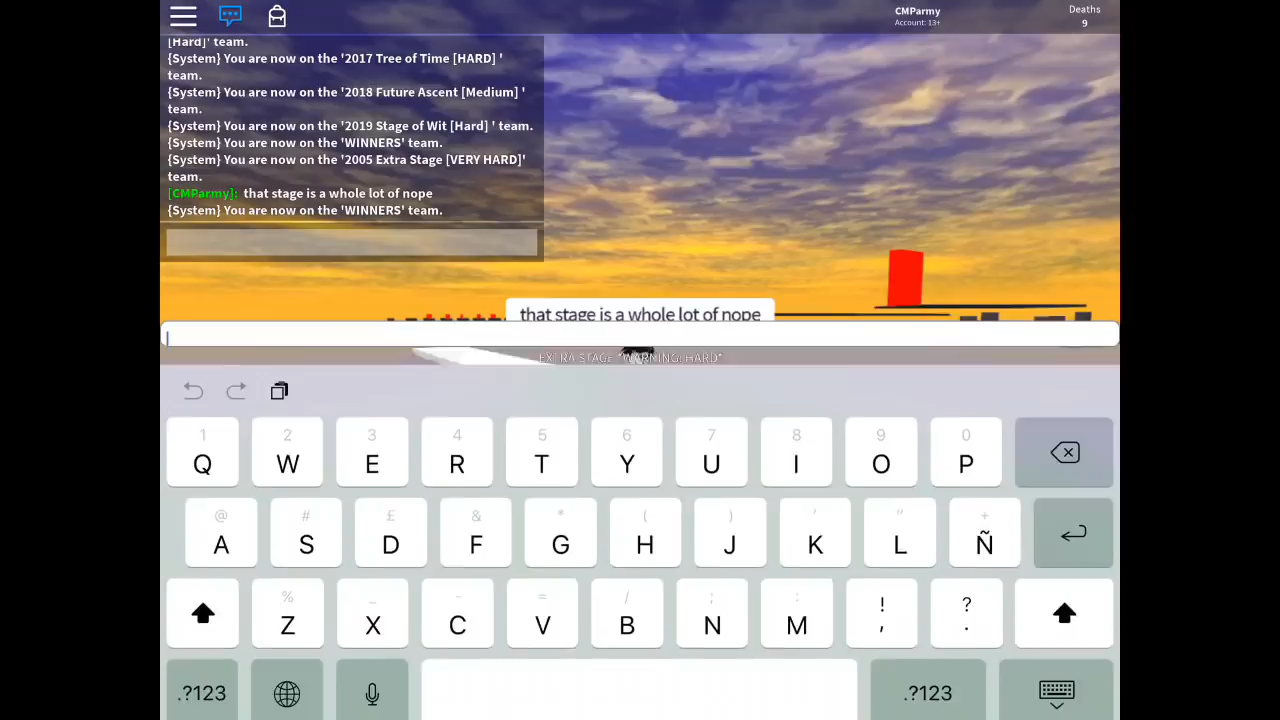 CMParmy
Account: 13+
Deaths
9
[Hard]' team.
{System} You are now on the '2017 Tree of Time [HARD] '
team.
{System} You are now on the '2018 Future Ascent [Medium] '
team.
{System} You are now on the '2019 Stage of Wit [Hard] ' team.
{System} You are now on the 'WINNERS' team.
{System} You are now on the '2005 Extra Stage [VERY HARD]'
team.
[CMParmy]: that stage is a whole lot of nope
{System} You are now on the 'WINNERS' team.
that stage is a whole lot of nope
EXTRA STAGE *WARNING: HARD*
1 2 3 4 5 6 7 8 9 0
Q W E R T Y U I O P
@ # £ & * ( ) ' " +
A S D F G H J K L Ñ
% _ - = / ; : ! ?
Z X C V B N M , .
.?123 .?123